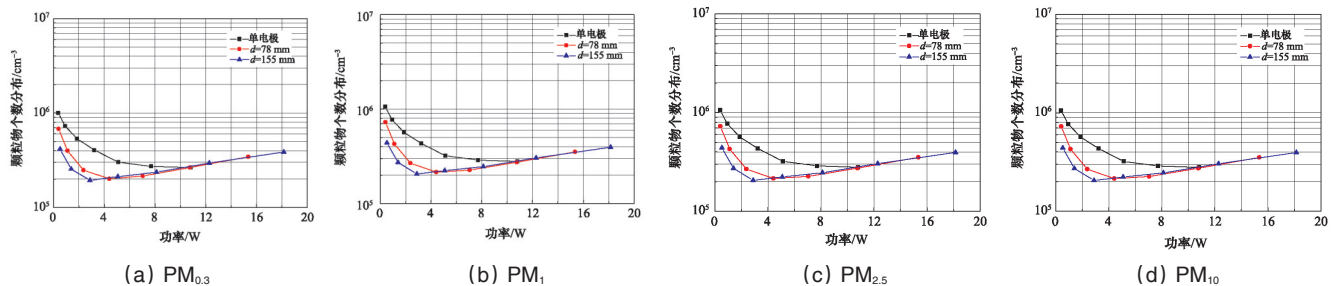 颗粒物个数分布/cm⁻³
10⁷
10⁶
10⁵
单电极
d=78 mm
d=155 mm
0 4 8 12 16 20
功率/W
(a) PM₀.₃
颗粒物个数分布/cm⁻³
10⁷
10⁶
10⁵
单电极
d=78 mm
d=155 mm
0 4 8 12 16 20
功率/W
(b) PM₁
颗粒物个数分布/cm⁻³
10⁷
10⁶
10⁵
单电极
d=78 mm
d=155 mm
0 4 8 12 16 20
功率/W
(c) PM₂.₅
颗粒物个数分布/cm⁻³
10⁷
10⁶
10⁵
单电极
d=78 mm
d=155 mm
0 4 8 12 16 20
功率/W
(d) PM₁₀